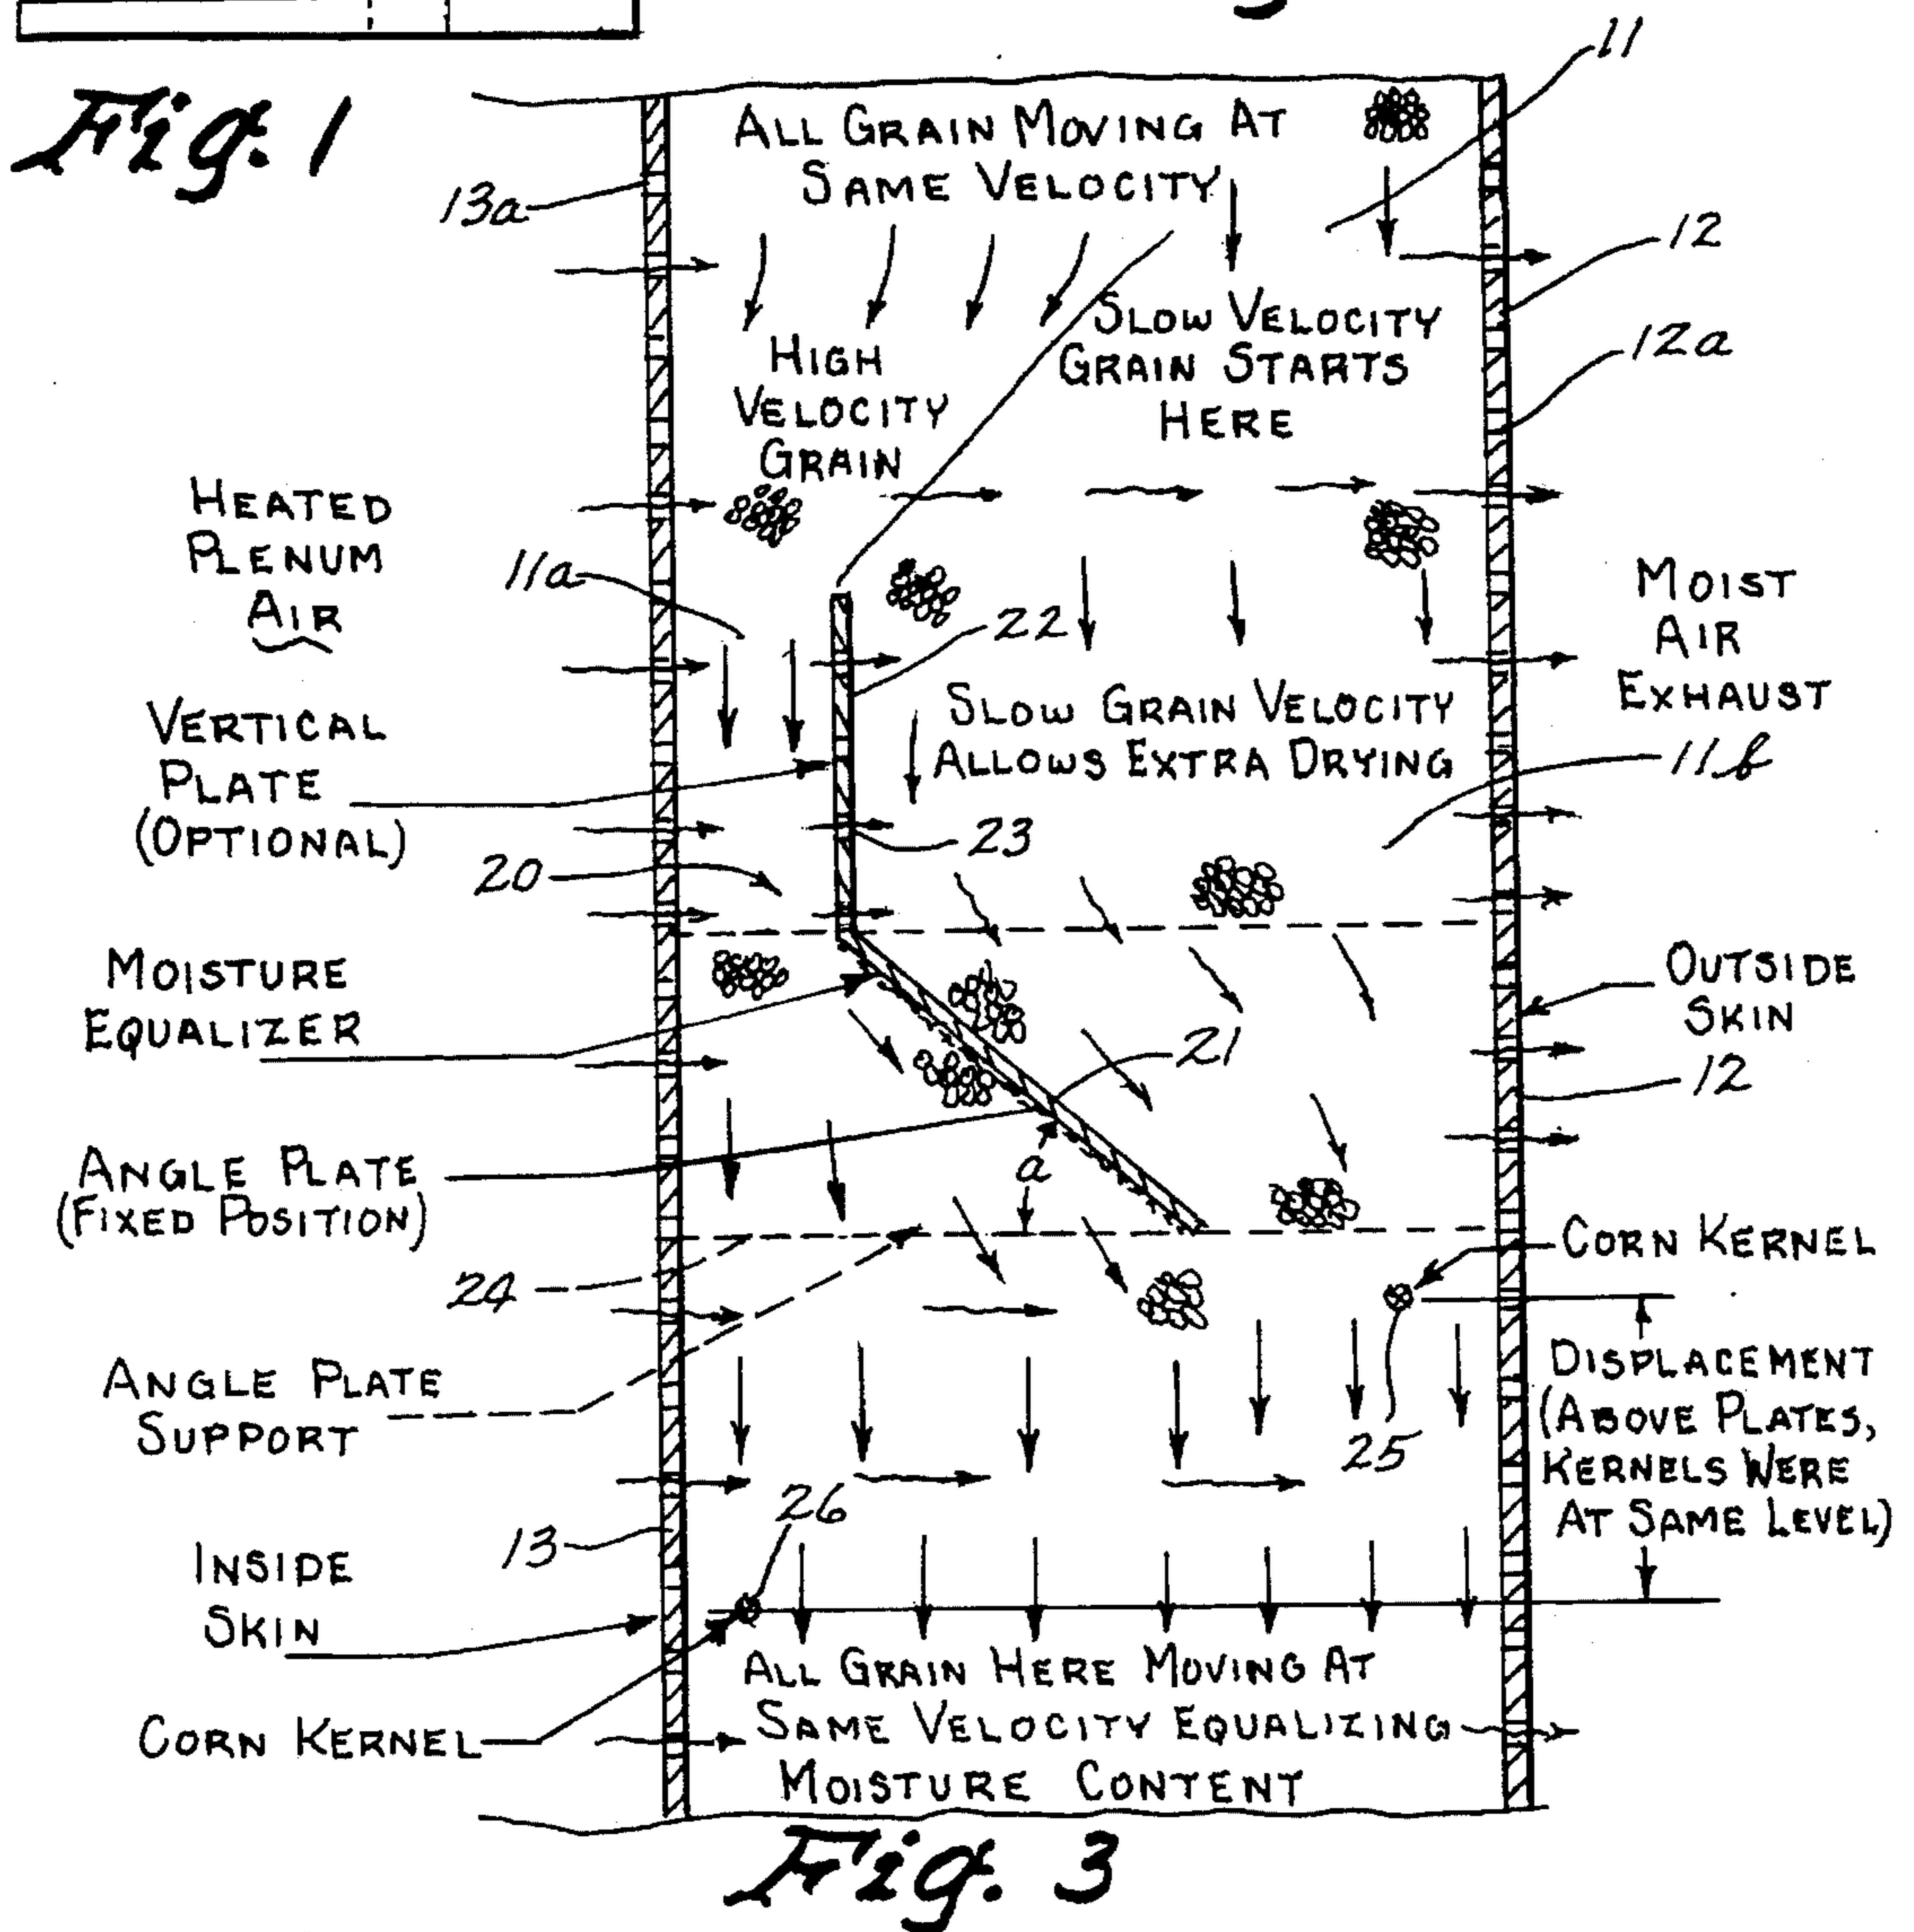 Fig. 1
11
ALL GRAIN MOVING AT
SAME VELOCITY
13a
12
12a
SLOW VELOCITY
GRAIN STARTS
HERE
HIGH
VELOCITY
GRAIN
HEATED
PLENUM
AIR
11a
22
MOIST
AIR
EXHAUST
VERTICAL
PLATE
(OPTIONAL)
SLOW GRAIN VELOCITY
ALLOWS EXTRA DRYING
11b
20
23
MOISTURE
EQUALIZER
OUTSIDE
SKIN
12
21
ANGLE PLATE
(FIXED POSITION)
a
CORN KERNEL
24
ANGLE PLATE
SUPPORT
DISPLACEMENT
(ABOVE PLATES,
KERNELS WERE
AT SAME LEVEL)
25
26
13
INSIDE
SKIN
CORN KERNEL
ALL GRAIN HERE MOVING AT
SAME VELOCITY EQUALIZING
MOISTURE CONTENT
Fig. 3